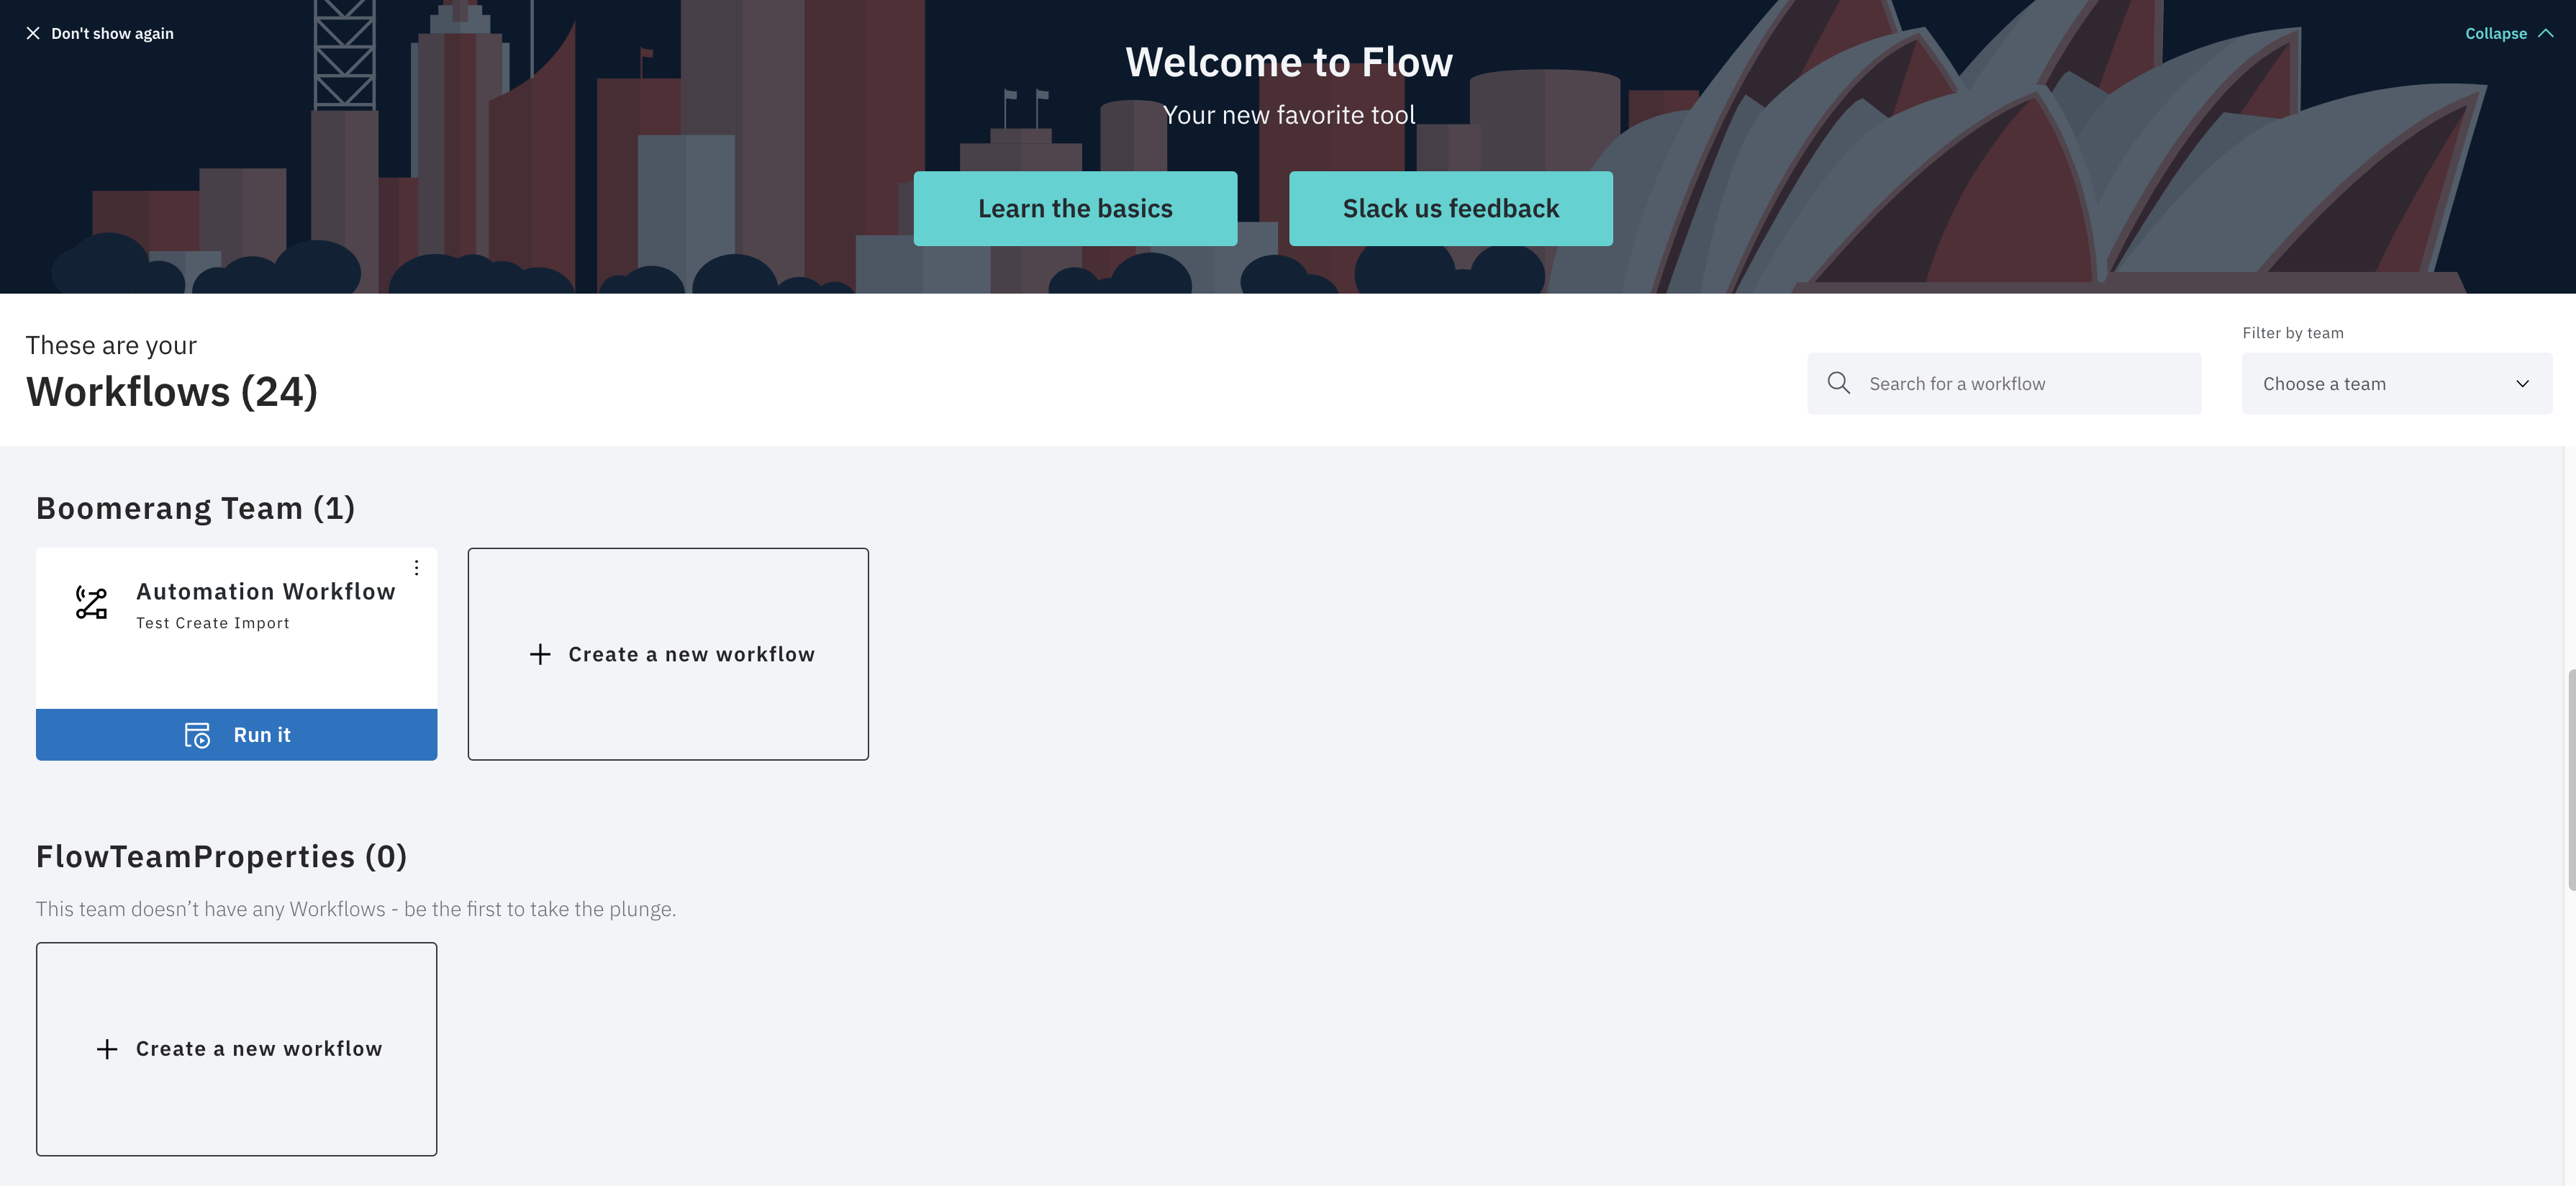 Don't show again
Collapse
Welcome to Flow
Your new favorite tool
Learn the basics
Slack us feedback
These are your
Workflows (24)
Search for a workflow
Filter by team
Choose a team
Boomerang Team (1)
Automation Workflow
Test Create Import
Run it
Create a new workflow
FlowTeamProperties (0)
This team doesn’t have any Workflows - be the first to take the plunge.
Create a new workflow